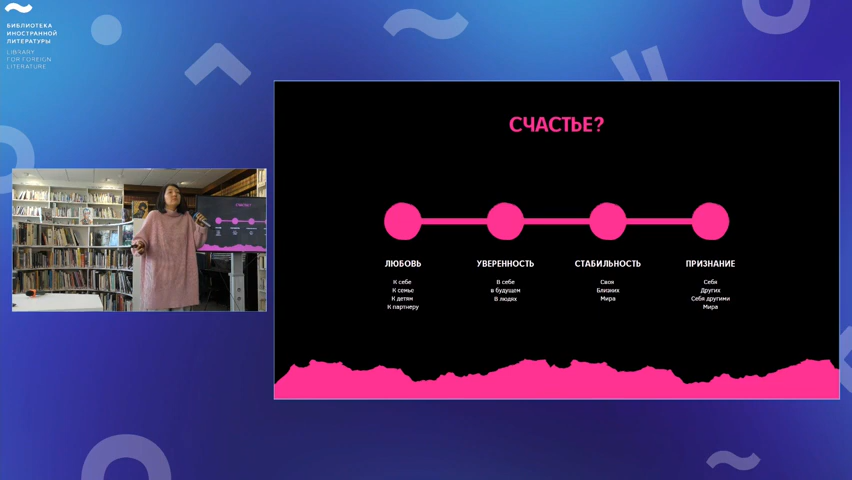 БИБЛИОТЕКА
ИНОСТРАННОЙ
ЛИТЕРАТУРЫ
LIBRARY
FOR FOREIGN
LITERATURE
СЧАСТЬЕ?
ЛЮБОВЬ
К себе
К семье
К детям
К партнеру
УВЕРЕННОСТЬ
В себе
в будущем
В людях
СТАБИЛЬНОСТЬ
Своя
Близких
Мира
ПРИЗНАНИЕ
Себя
Других
Себя другими
Мира